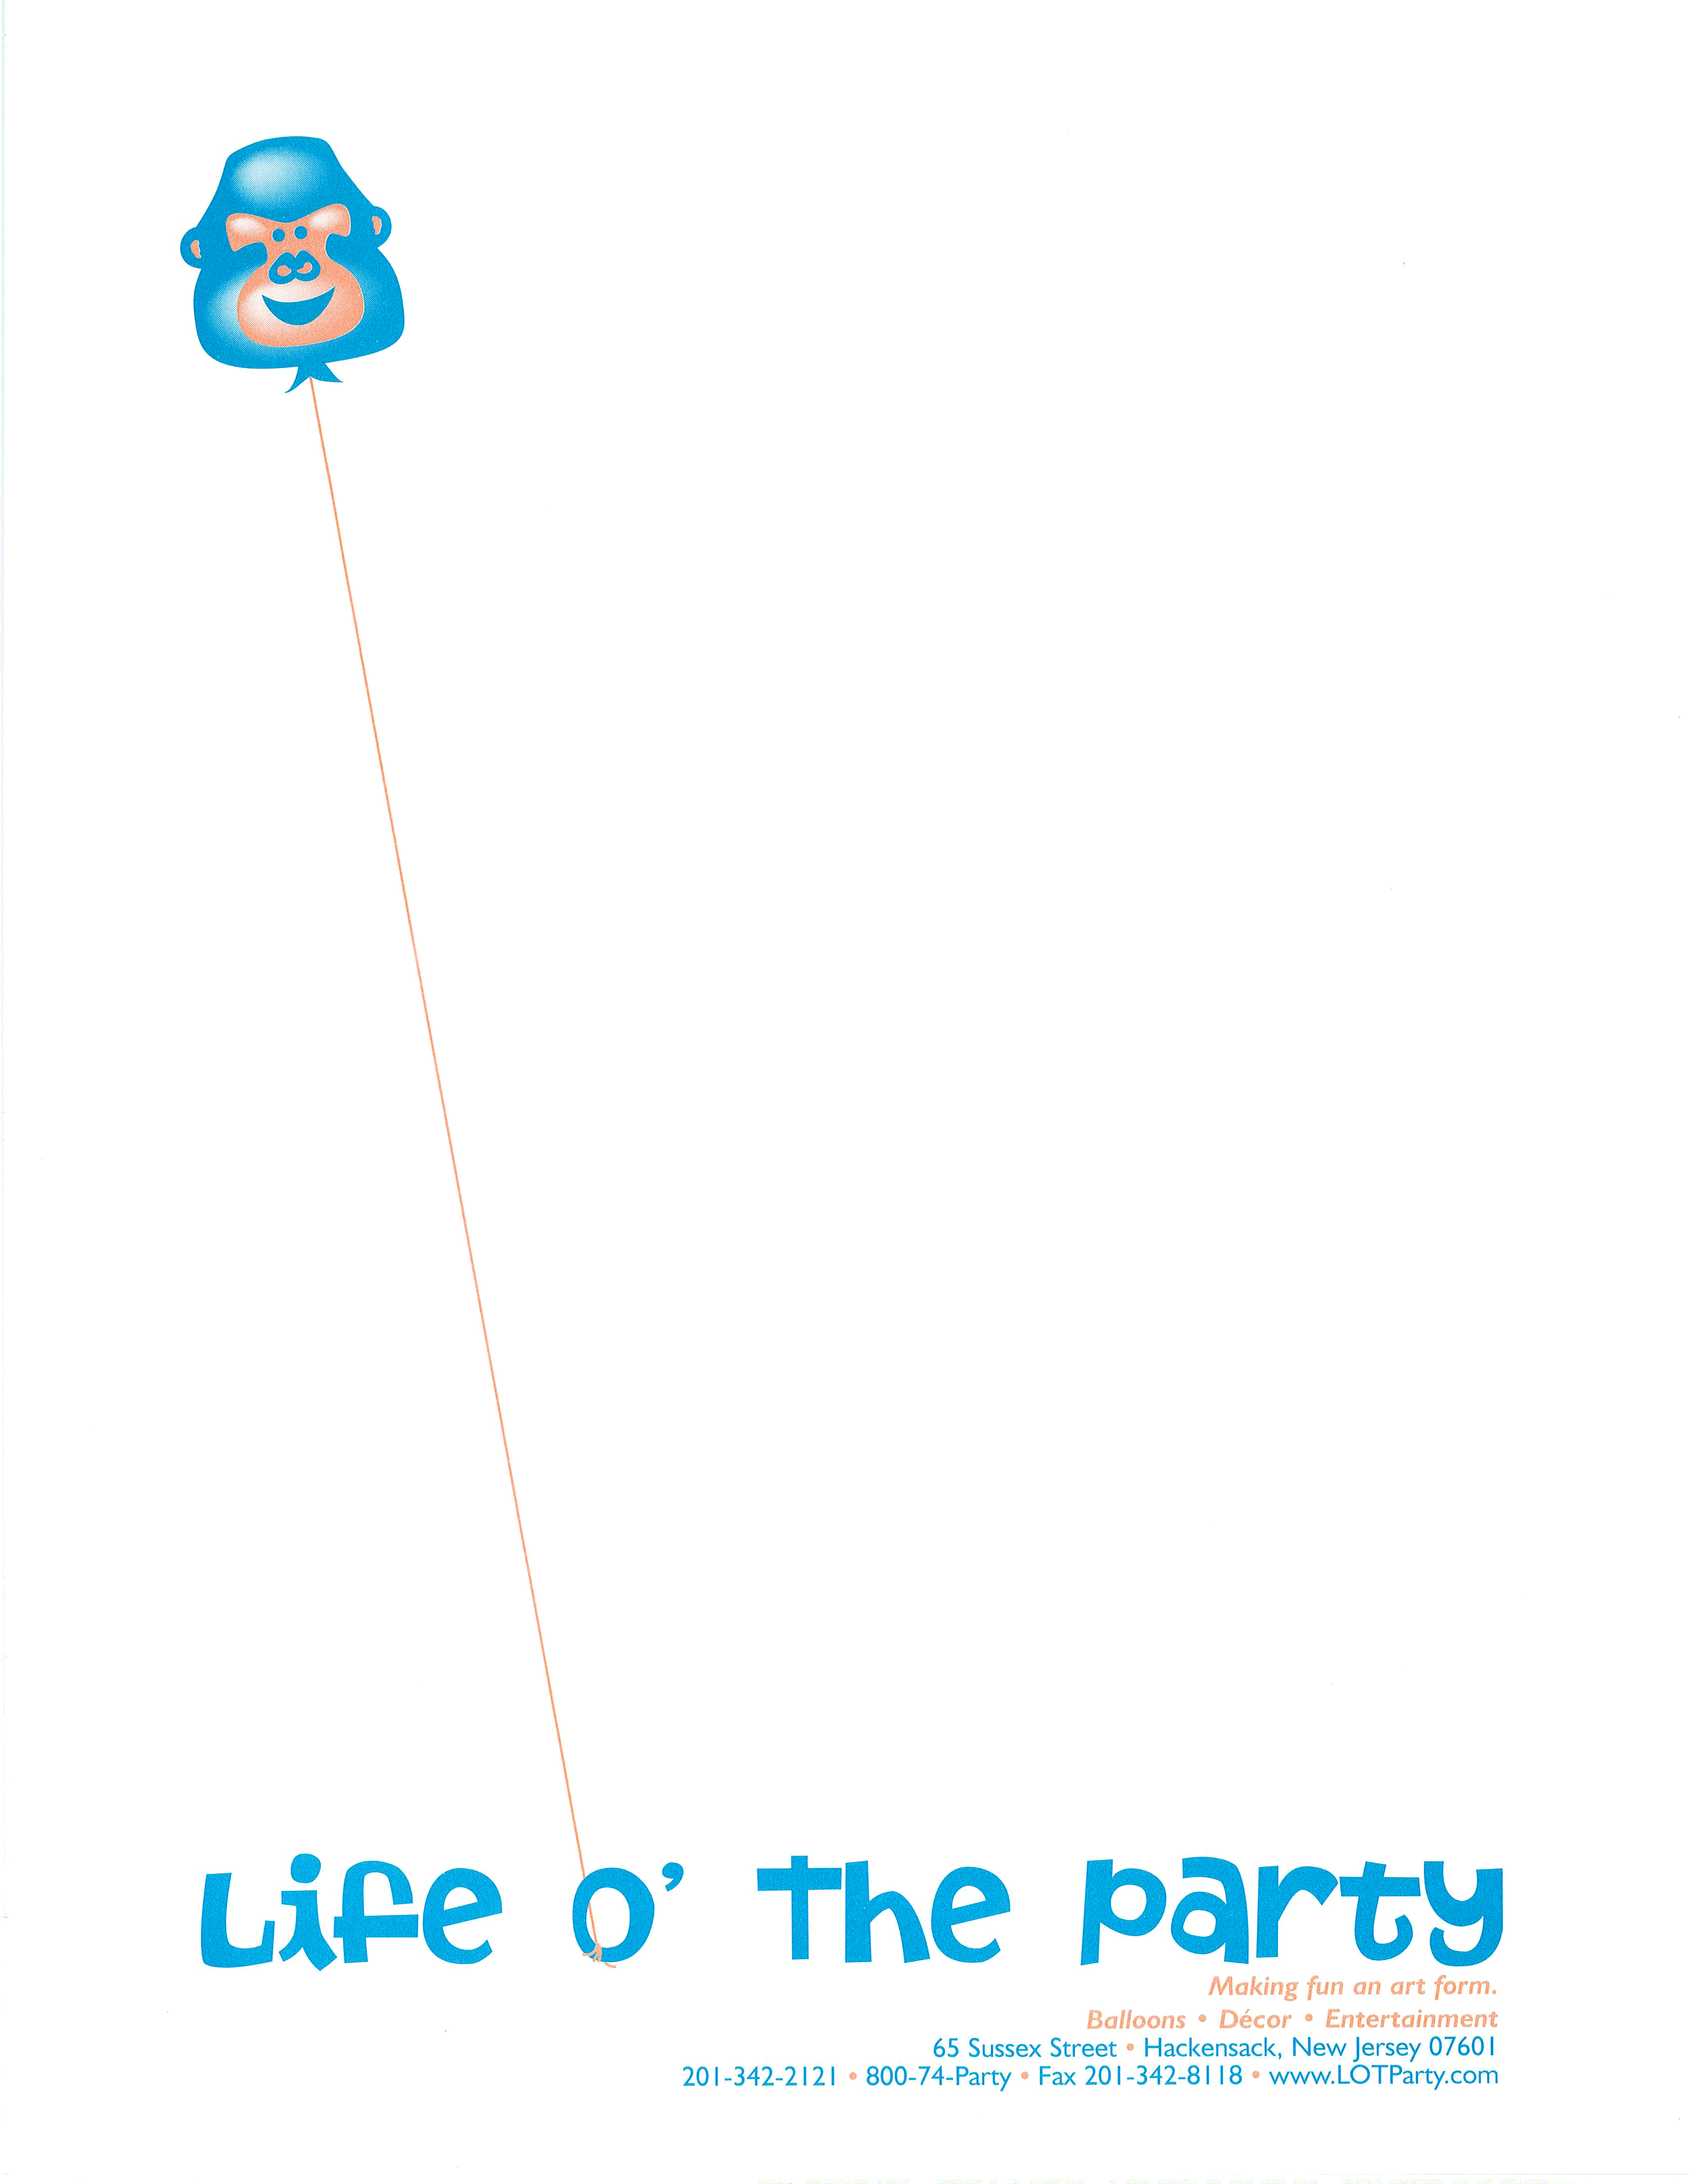 Life o' the party
Making fun an art form.
Balloons • Décor • Entertainment
65 Sussex Street • Hackensack, New Jersey 07601
201-342-2121 • 800-74-Party • Fax 201-342-8118 • www.LOTParty.com